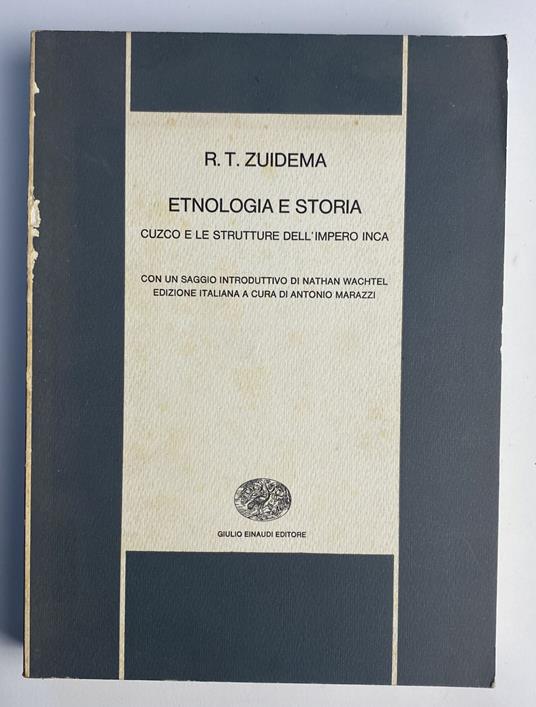 R. T. ZUIDEMA
ETNOLOGIA E STORIA
CUZCO E LE STRUTTURE DELL'IMPERO INCA
CON UN SAGGIO INTRODUTTIVO DI NATHAN WACHTEL
EDIZIONE ITALIANA A CURA DI ANTONIO MARAZZI
GIULIO EINAUDI EDITORE